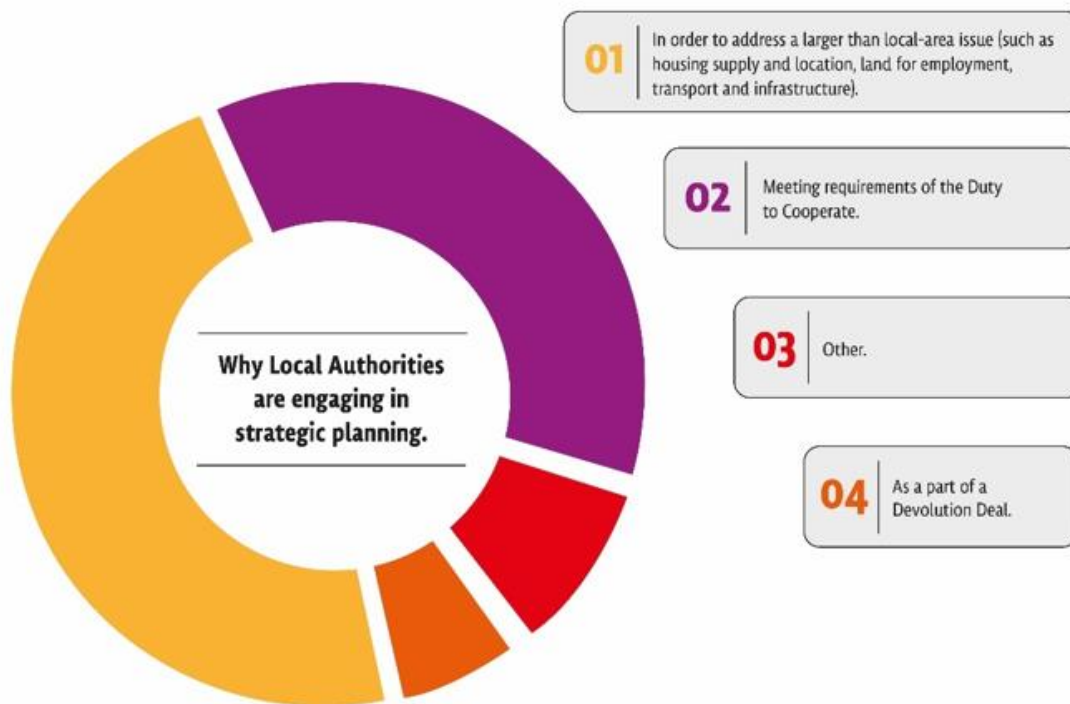 01
In order to address a larger than local-area issue (such as
housing supply and location, land for employment,
transport and infrastructure).
02
Meeting requirements of the Duty
to Cooperate.
03
Other.
04
As a part of a
Devolution Deal.
Why Local Authorities
are engaging in
strategic planning.